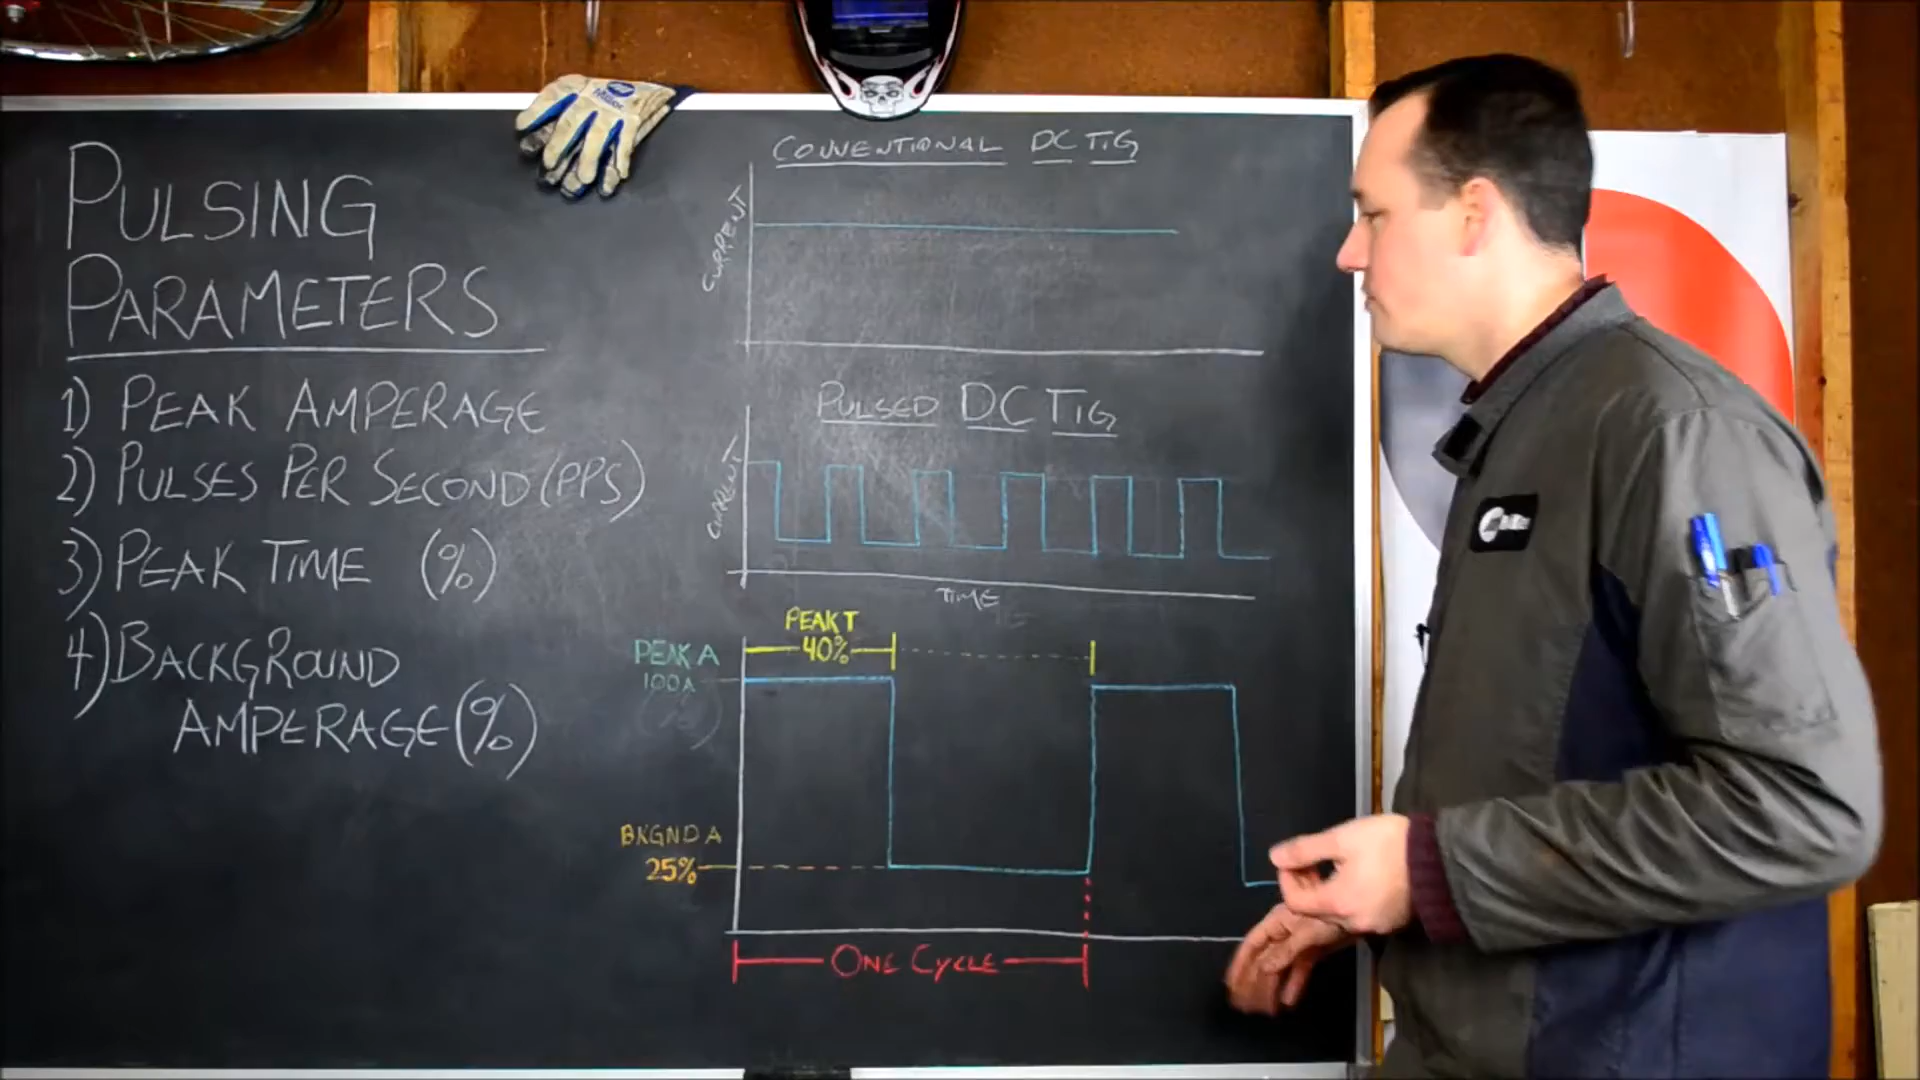 PULSING
PARAMETERS
1) PEAK AMPERAGE
2) PULSES PER SECOND (PPS)
3) PEAK TIME (%)
4) BACKGROUND
AMPERAGE (%)
Miller
CONVENTIONAL DC TIG
CURRENT
PULSED DC TIG
CURRENT
TIME
PEAK T
40%
PEAK A
100A
BKGND A
25%
ONE CYCLE